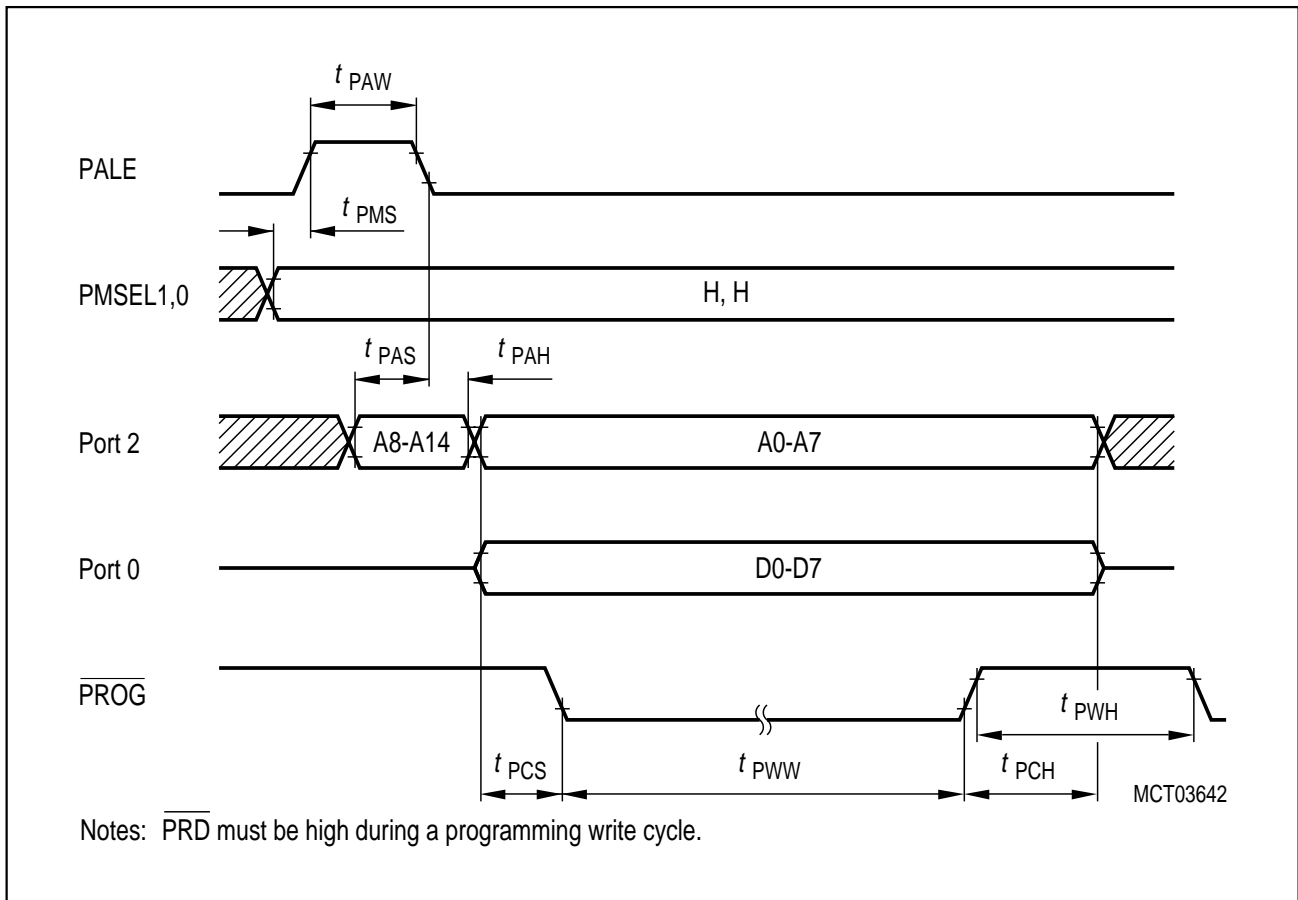 t PAW
PALE
t PMS
PMSEL1,0
H, H
t PAS
t PAH
Port 2
A8-A14
A0-A7
Port 0
D0-D7
PROG
t PWH
t PCS
t PWW
t PCH
MCT03642
Notes: PRD must be high during a programming write cycle.